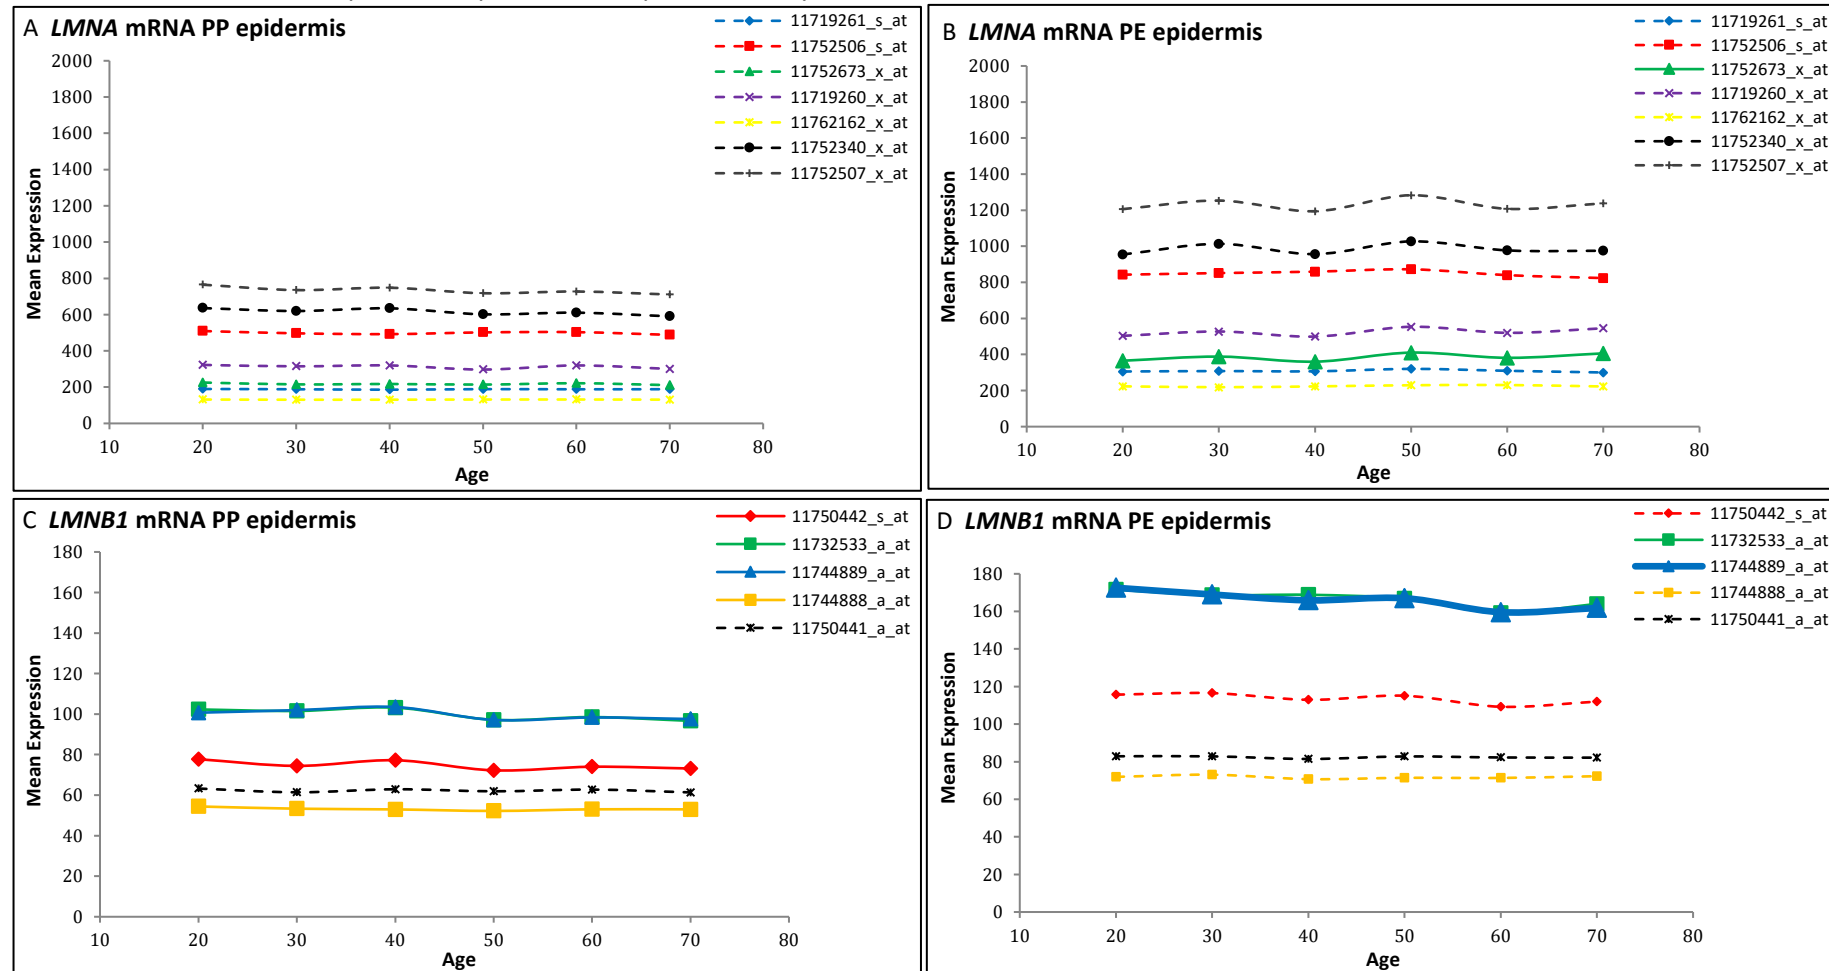 A LMNA mRNA PP epidermis
11719261_s_at
11752506_s_at
11752673_x_at
11719260_x_at
11762162_x_at
11752340_x_at
11752507_x_at
2000
1800
1600
1400
1200
1000
800
600
400
200
0
Mean Expression
10 20 30 40 50 60 70 80
Age
B LMNA mRNA PE epidermis
11719261_s_at
11752506_s_at
11752673_x_at
11719260_x_at
11762162_x_at
11752340_x_at
11752507_x_at
2000
1800
1600
1400
1200
1000
800
600
400
200
0
Mean Expression
10 20 30 40 50 60 70 80
Age
C LMNB1 mRNA PP epidermis
11750442_s_at
11732533_a_at
11744889_a_at
11744888_a_at
11750441_a_at
180
160
140
120
100
80
60
40
20
0
Mean Expression
10 20 30 40 50 60 70 80
Age
D LMNB1 mRNA PE epidermis
11750442_s_at
11732533_a_at
11744889_a_at
11744888_a_at
11750441_a_at
180
160
140
120
100
80
60
40
20
0
Mean Expression
10 20 30 40 50 60 70 80
Age